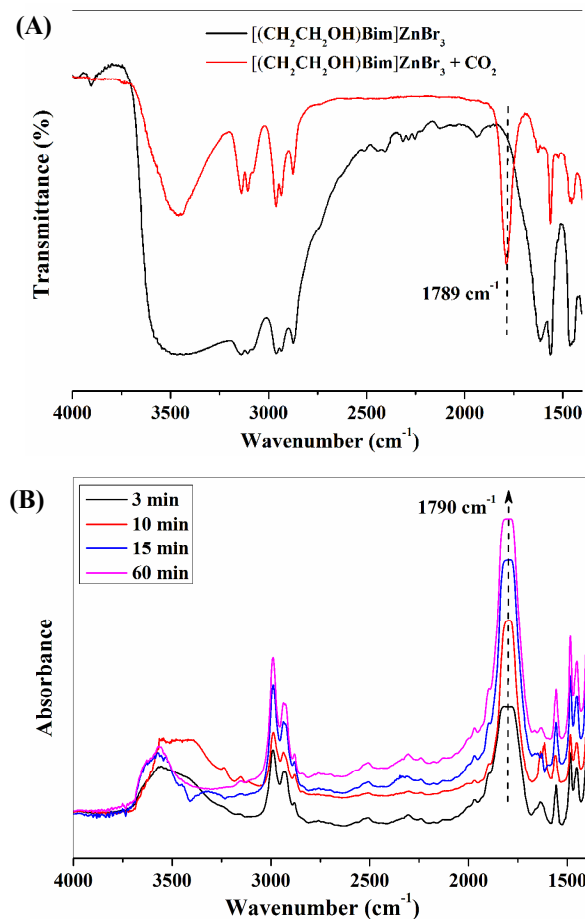 (A)
[(CH₂CH₂OH)Bim]ZnBr₃
[(CH₂CH₂OH)Bim]ZnBr₃ + CO₂
Transmittance (%)
1789 cm⁻¹
4000 3500 3000 2500 2000 1500
Wavenumber (cm⁻¹)
(B)
3 min
10 min
15 min
60 min
1790 cm⁻¹
Absorbance
4000 3500 3000 2500 2000 1500
Wavenumber (cm⁻¹)